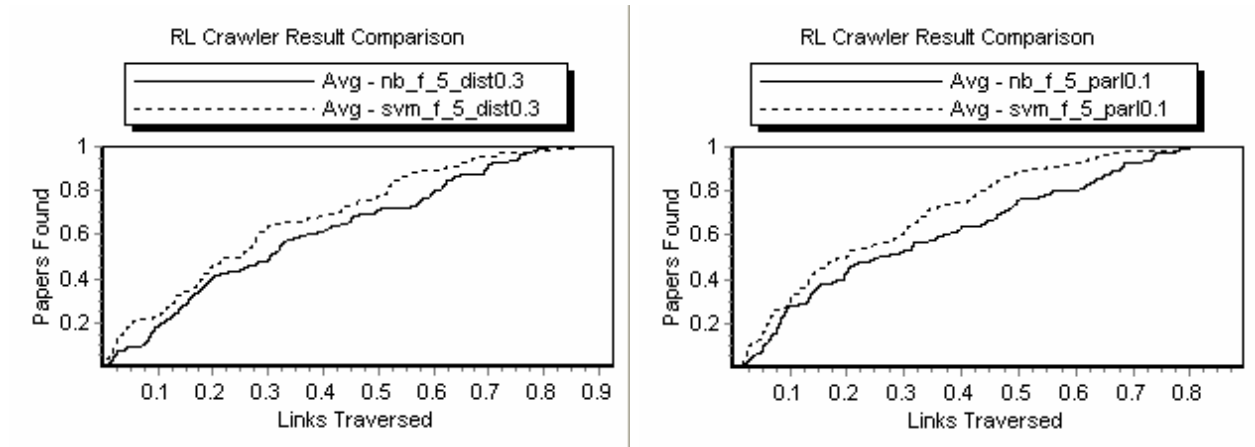 RL Crawler Result Comparison
Avg - nb_f_5_dist0.3
Avg - svm_f_5_dist0.3
1
0.8
0.6
0.4
0.2
Papers Found
0.1 0.2 0.3 0.4 0.5 0.6 0.7 0.8 0.9
Links Traversed
RL Crawler Result Comparison
Avg - nb_f_5_parl0.1
Avg - svm_f_5_parl0.1
1
0.8
0.6
0.4
0.2
Papers Found
0.1 0.2 0.3 0.4 0.5 0.6 0.7 0.8
Links Traversed